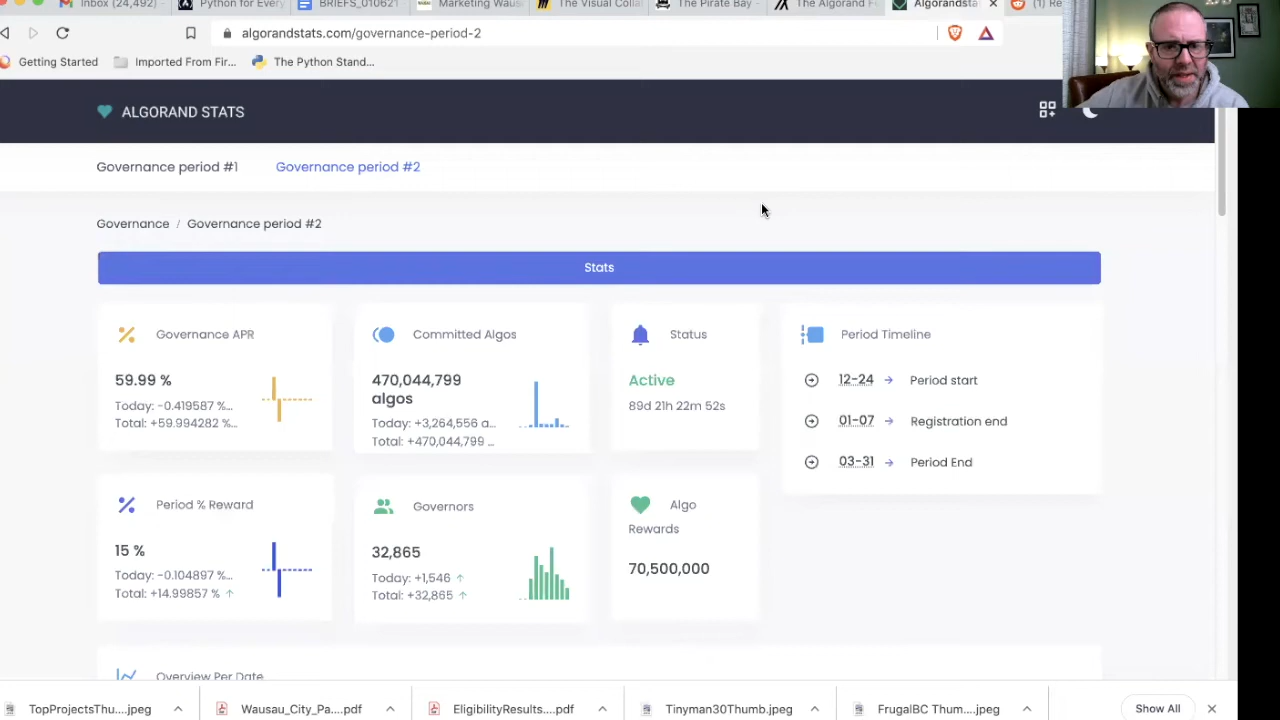 Inbox (24,492)
Python for Every
BRIEFS_010621
Marketing Waus
The Visual Colla
The Pirate Bay -
The Algorand F
Algorandsta
(1) Re
algorandstats.com/governance-period-2
Getting Started
Imported From Fir...
The Python Stand...
ALGORAND STATS
Governance period #1
Governance period #2
Governance / Governance period #2
Stats
Governance APR
59.99 %
Today: -0.419587 %...
Total: +59.994282 %...
Committed Algos
470,044,799
algos
Today: +3,264,556 a...
Total: +470,044,799 ...
Status
Active
89d 21h 22m 52s
Period Timeline
12-24 → Period start
01-07 → Registration end
03-31 → Period End
Period % Reward
15 %
Today: -0.104897 %...
Total: +14.99857 % ↑
Governors
32,865
Today: +1,546 ↑
Total: +32,865 ↑
Algo
Rewards
70,500,000
Overview Per Date
TopProjectsThu....jpeg
Wausau_City_Pa....pdf
EligibilityResults....pdf
Tinyman30Thumb.jpeg
FrugalBC Thum....jpeg
Show All